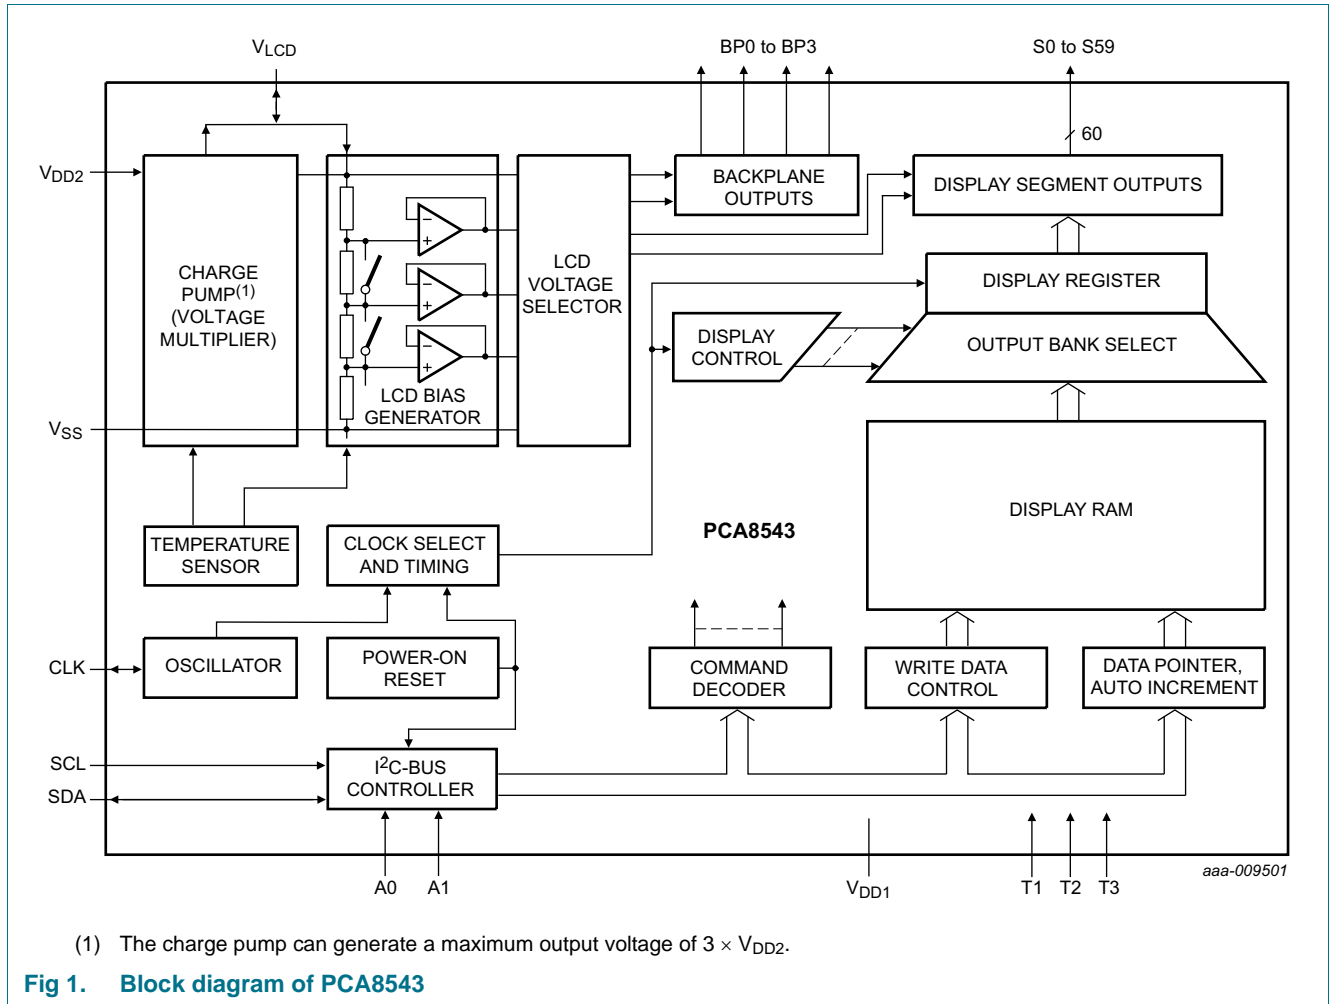 VLCD
BP0 to BP3
S0 to S59
60
VDD2
BACKPLANE
OUTPUTS
DISPLAY SEGMENT OUTPUTS
CHARGE
PUMP(1)
(VOLTAGE
MULTIPLIER)
LCD
VOLTAGE
SELECTOR
DISPLAY REGISTER
DISPLAY
CONTROL
OUTPUT BANK SELECT
LCD BIAS
GENERATOR
VSS
DISPLAY RAM
PCA8543
TEMPERATURE
SENSOR
CLOCK SELECT
AND TIMING
CLK
OSCILLATOR
POWER-ON
RESET
COMMAND
DECODER
WRITE DATA
CONTROL
DATA POINTER,
AUTO INCREMENT
SCL
SDA
I2C-BUS
CONTROLLER
A0
A1
VDD1
T1
T2
T3
aaa-009501
(1) The charge pump can generate a maximum output voltage of 3 × VDD2.
Fig 1. Block diagram of PCA8543